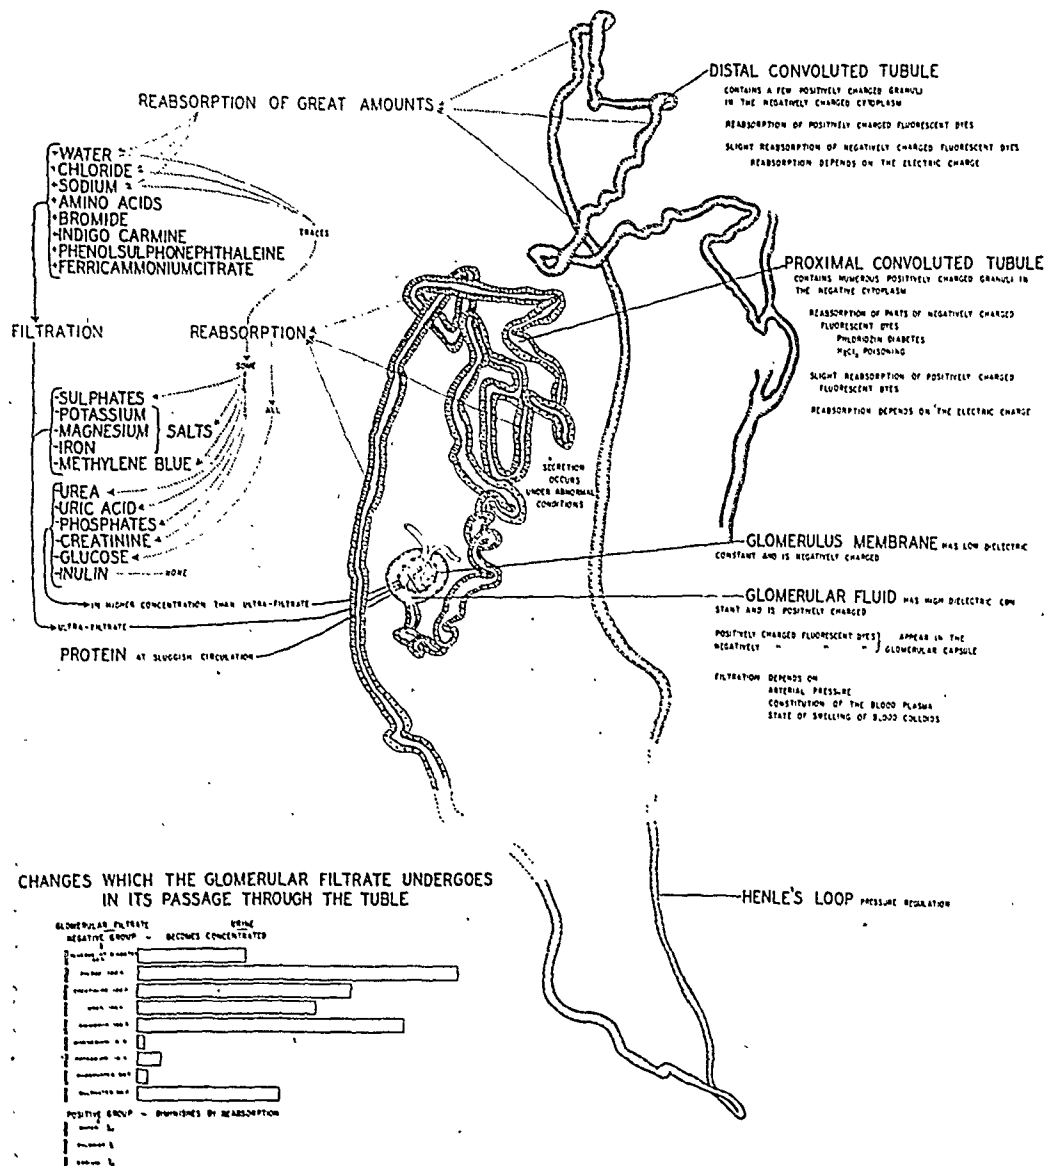 REABSORPTION OF GREAT AMOUNTS
WATER
CHLORIDE
SODIUM
AMINO ACIDS
BROMIDE
INDIGO CARMINE
PHENOLSULPHONEPHTHALEINE
FERRICAMMONIUMCITRATE
TRACES
FILTRATION
REABSORPTION
SOME
ALL
SULPHATES
POTASSIUM
MAGNESIUM
IRON
SALTS
METHYLENE BLUE
UREA
URIC ACID
PHOSPHATES
CREATININE
GLUCOSE
INULIN
NONE
IN HIGHER CONCENTRATION THAN ULTRA-FILTRATE
ULTRA-FILTRATE
PROTEIN AT SLUGGISH CIRCULATION
SECRETION
OCCURS
UNDER ABNORMAL
CONDITIONS
DISTAL CONVOLUTED TUBULE
CONTAINS A FEW POSITIVELY CHARGED GRANULI
IN THE NEGATIVELY CHARGED CYTOPLASM
REABSORPTION OF POSITIVELY CHARGED FLUORESCENT DYES
SLIGHT REABSORPTION OF NEGATIVELY CHARGED FLUORESCENT DYES
REABSORPTION DEPENDS ON THE ELECTRIC CHARGE
PROXIMAL CONVOLUTED TUBULE
CONTAINS NUMEROUS POSITIVELY CHARGED GRANULI IN
THE NEGATIVE CYTOPLASM
REABSORPTION OF PARTS OF NEGATIVELY CHARGED
FLUORESCENT DYES
PHLORIDZIN DIABETES
HgCl₂ POISONING
SLIGHT REABSORPTION OF POSITIVELY CHARGED
FLUORESCENT DYES
REABSORPTION DEPENDS ON THE ELECTRIC CHARGE
GLOMERULUS MEMBRANE HAS LOW DIELECTRIC
CONSTANT AND IS NEGATIVELY CHARGED
GLOMERULAR FLUID HAS HIGH DIELECTRIC CON
STANT AND IS POSITIVELY CHARGED
POSITIVELY CHARGED FLUORESCENT DYES } APPEAR IN THE
NEGATIVELY " " " } GLOMERULAR CAPSULE
FILTRATION DEPENDS ON
ARTERIAL PRESSURE
CONSTITUTION OF THE BLOOD PLASMA
STATE OF SWELLING OF BLOOD COLLOIDS
HENLE'S LOOP PRESSURE REGULATION
CHANGES WHICH THE GLOMERULAR FILTRATE UNDERGOES
IN ITS PASSAGE THROUGH THE TUBLE
GLOMERULAR FILTRATE URINE
NEGATIVE GROUP - BECOMES CONCENTRATED
POSITIVE GROUP - DIMINISHES BY REABSORPTION